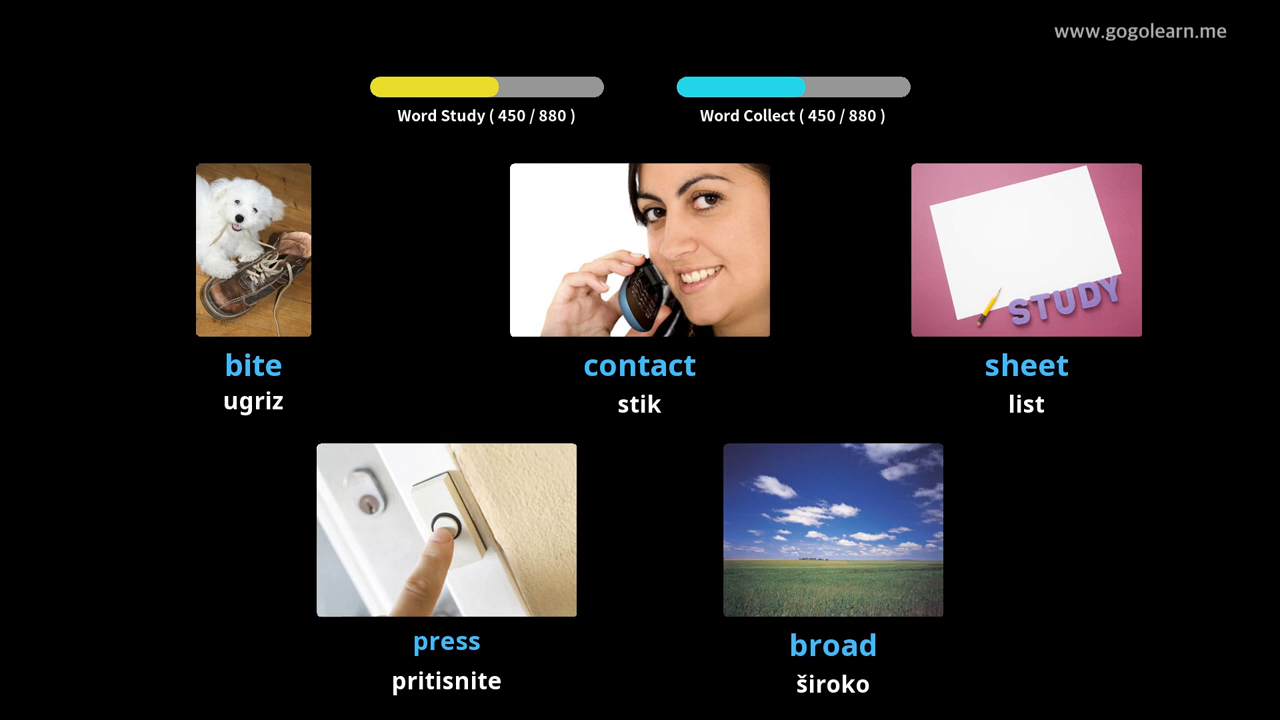 www.gogolearn.me
Word Study ( 450 / 880 )
Word Collect ( 450 / 880 )
STUDY
bite
ugriz
contact
stik
sheet
list
press
pritisnite
broad
široko